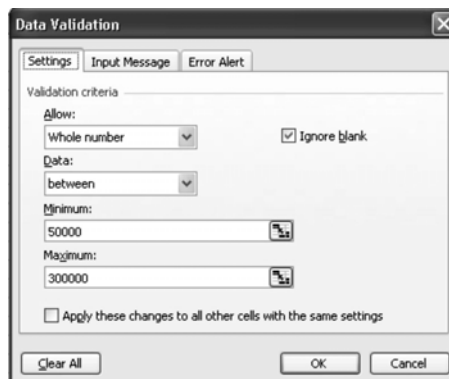 Data Validation
Settings
Input Message
Error Alert
Validation criteria
Allow:
Whole number
Ignore blank
Data:
between
Minimum:
50000
Maximum:
300000
Apply these changes to all other cells with the same settings
Clear All
OK
Cancel